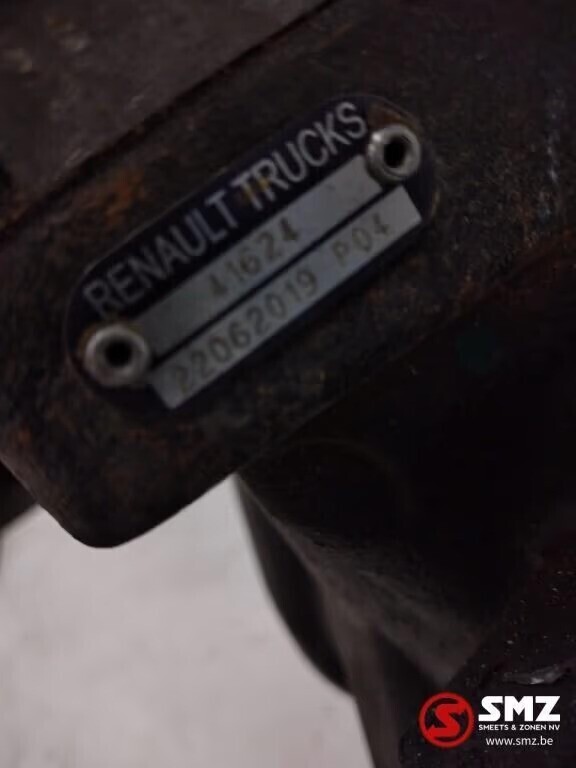 RENAULT TRUCKS
41624
22062019 P04
SMZ
SMEETS & ZONEN NV
www.smz.be